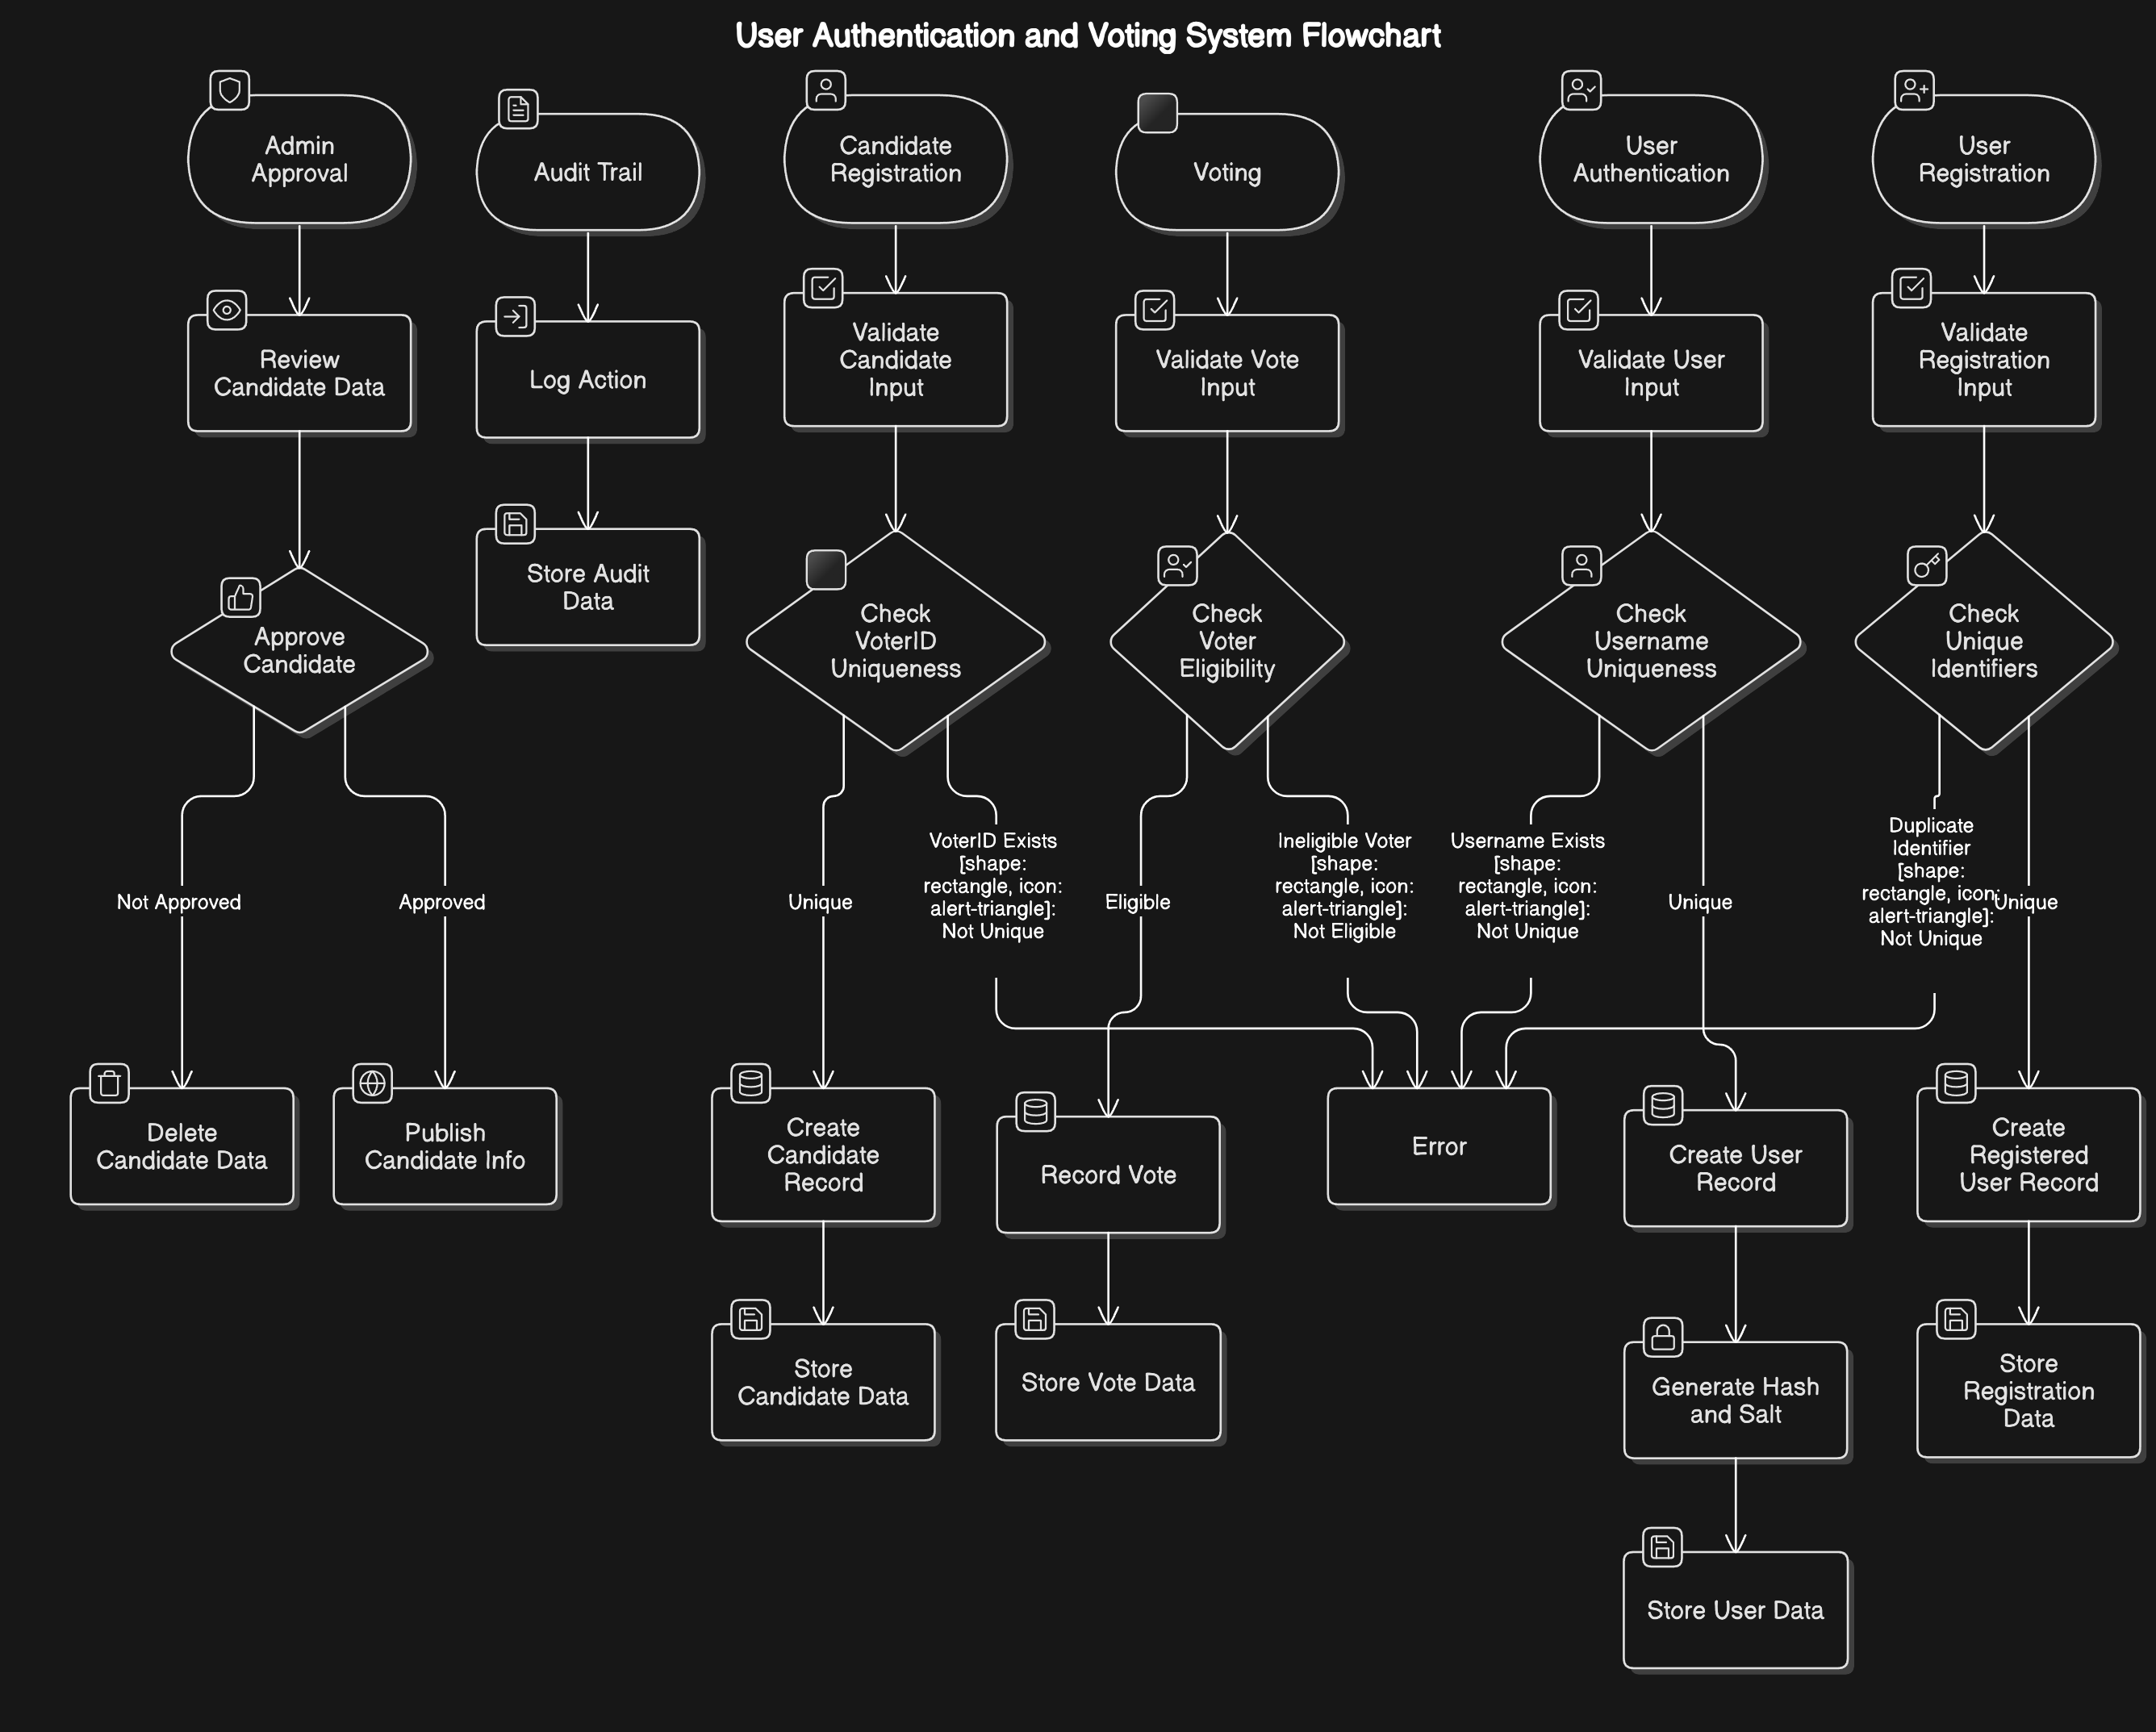 User Authentication and Voting System Flowchart
Admin
Approval
Audit Trail
Candidate
Registration
Voting
User
Authentication
User
Registration
Review
Candidate Data
Log Action
Validate
Candidate
Input
Validate Vote
Input
Validate User
Input
Validate
Registration
Input
Approve
Candidate
Store Audit
Data
Check
VoterID
Uniqueness
Check
Voter
Eligibility
Check
Username
Uniqueness
Check
Unique
Identifiers
Not Approved
Approved
Unique
VoterID Exists
[shape:
rectangle, icon:
alert-triangle]:
Not Unique
Eligible
Ineligible Voter
[shape:
rectangle, icon:
alert-triangle]:
Not Eligible
Username Exists
[shape:
rectangle, icon:
alert-triangle]:
Not Unique
Unique
Duplicate
Identifier
[shape:
rectangle, icon:
alert-triangle]:
Not Unique
Unique
Delete
Candidate Data
Publish
Candidate Info
Create
Candidate
Record
Record Vote
Error
Create User
Record
Create
Registered
User Record
Store
Candidate Data
Store Vote Data
Generate Hash
and Salt
Store
Registration
Data
Store User Data